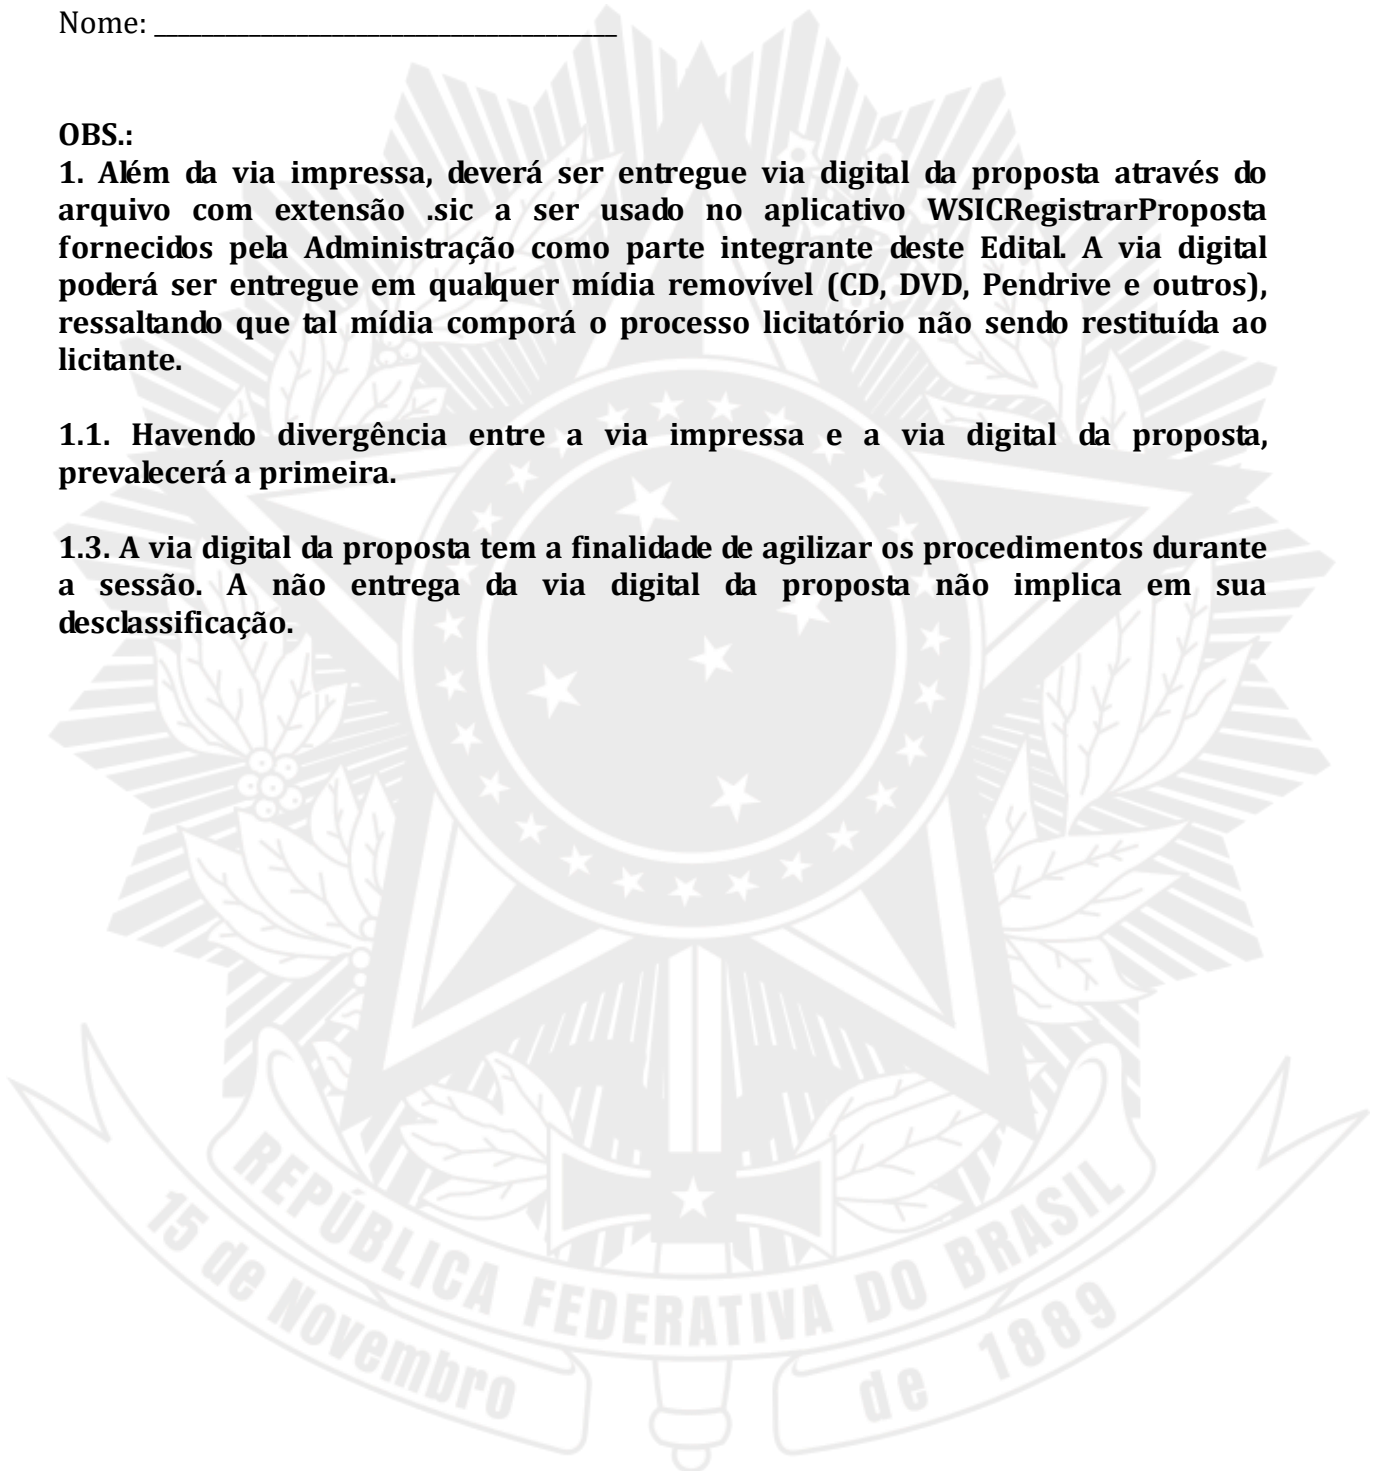 Nome: ______________________________________
OBS.:
1. Além da via impressa, deverá ser entregue via digital da proposta através do
arquivo com extensão .sic a ser usado no aplicativo WSICRegistrarProposta
fornecidos pela Administração como parte integrante deste Edital. A via digital
poderá ser entregue em qualquer mídia removível (CD, DVD, Pendrive e outros),
ressaltando que tal mídia comporá o processo licitatório não sendo restituída ao
licitante.
1.1. Havendo divergência entre a via impressa e a via digital da proposta,
prevalecerá a primeira.
1.3. A via digital da proposta tem a finalidade de agilizar os procedimentos durante
a sessão. A não entrega da via digital da proposta não implica em sua
desclassificação.
REPÚBLICA FEDERATIVA DO BRASIL
15 de Novembro de 1889